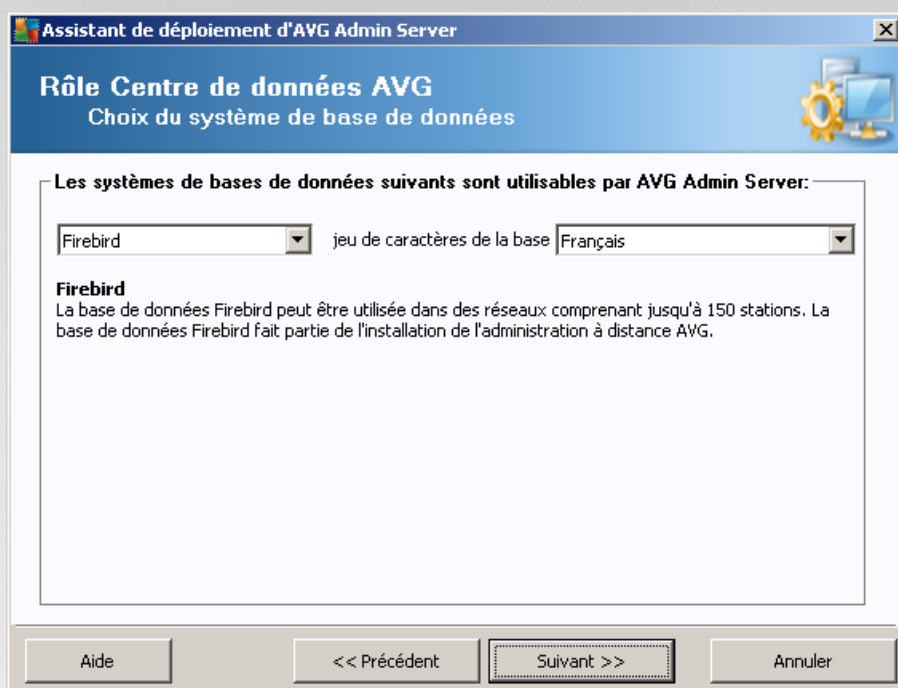 Assistant de déploiement d'AVG Admin Server
Rôle Centre de données AVG
Choix du système de base de données
Les systèmes de bases de données suivants sont utilisables par AVG Admin Server:
Firebird jeu de caractères de la base Français
Firebird
La base de données Firebird peut être utilisée dans des réseaux comprenant jusqu'à 150 stations. La
base de données Firebird fait partie de l'installation de l'administration à distance AVG.
Aide << Précédent Suivant >> Annuler